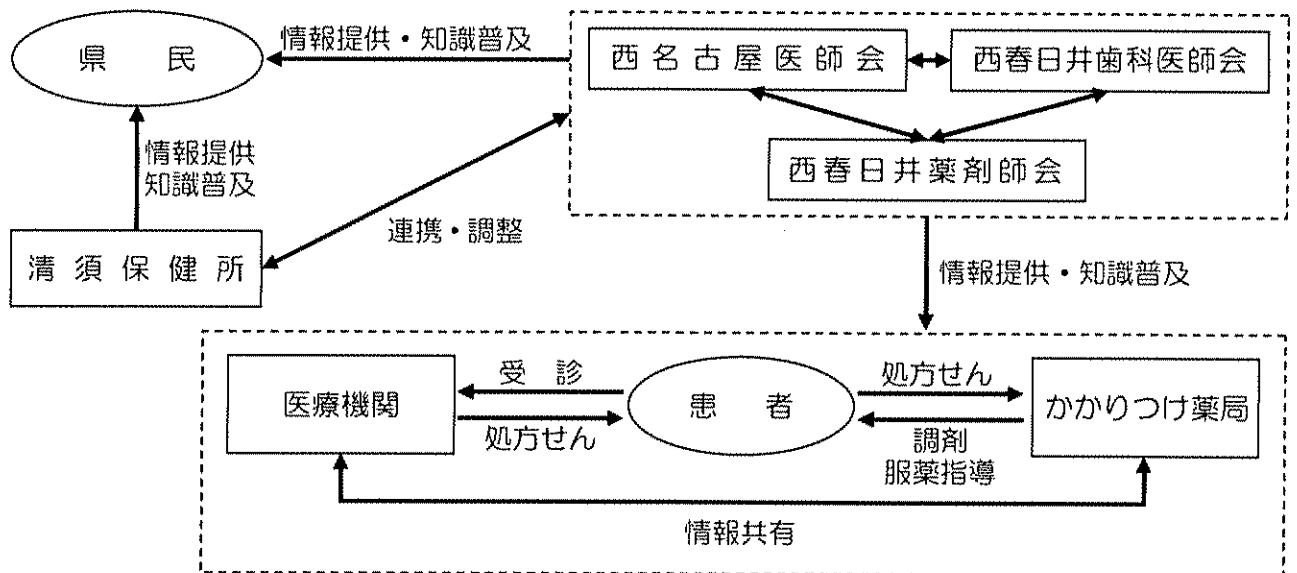 県 民
情報提供・知識普及
西名古屋医師会
西春日井歯科医師会
西春日井薬剤師会
情報提供
知識普及
連携・調整
清須保健所
情報提供・知識普及
医療機関
受 診
処方せん
患 者
処方せん
調剤
服薬指導
かかりつけ薬局
情報共有